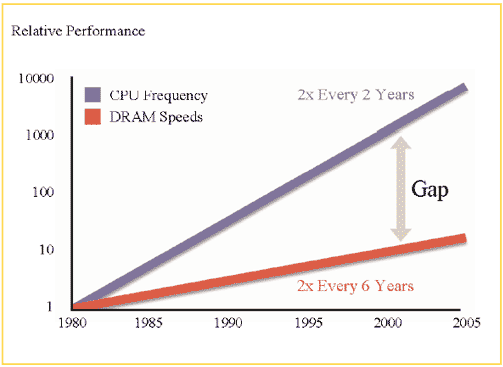 Relative Performance
10000
CPU Frequency
2x Every 2 Years
DRAM Speeds
1000
100
Gap
10
2x Every 6 Years
1
1980 1985 1990 1995 2000 2005